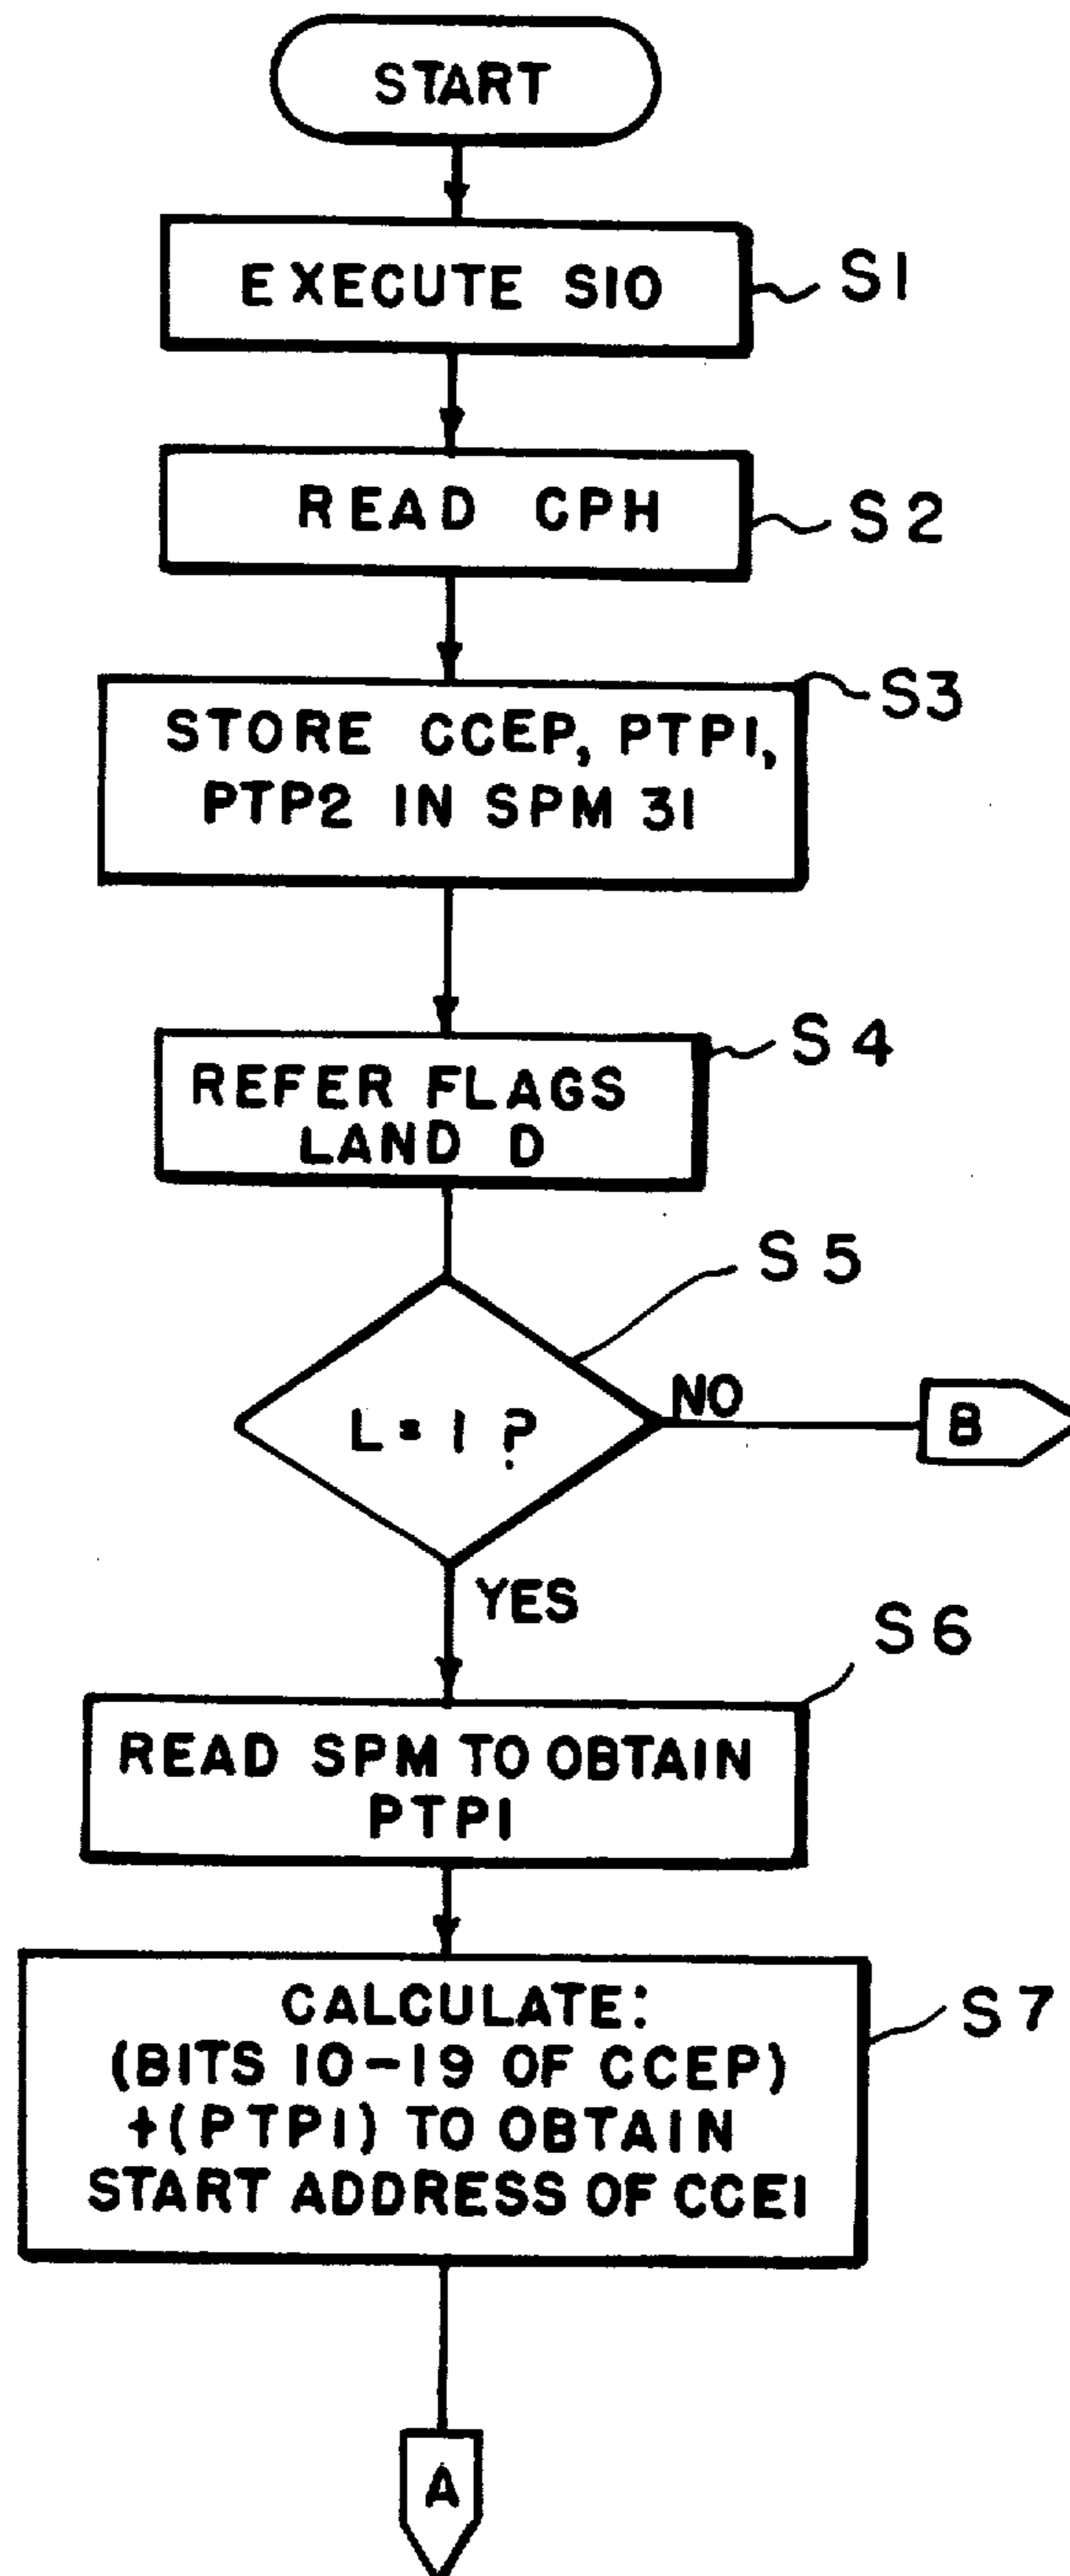 START
EXECUTE SIO
S1
READ CPH
S2
STORE CCEP, PTP1,
PTP2 IN SPM 31
S3
REFER FLAGS
LAND D
S4
L = 1 ?
S5
NO
B
YES
READ SPM TO OBTAIN
PTP1
S6
CALCULATE:
(BITS 10-19 OF CCEP)
+(PTP1) TO OBTAIN
START ADDRESS OF CCE1
S7
A